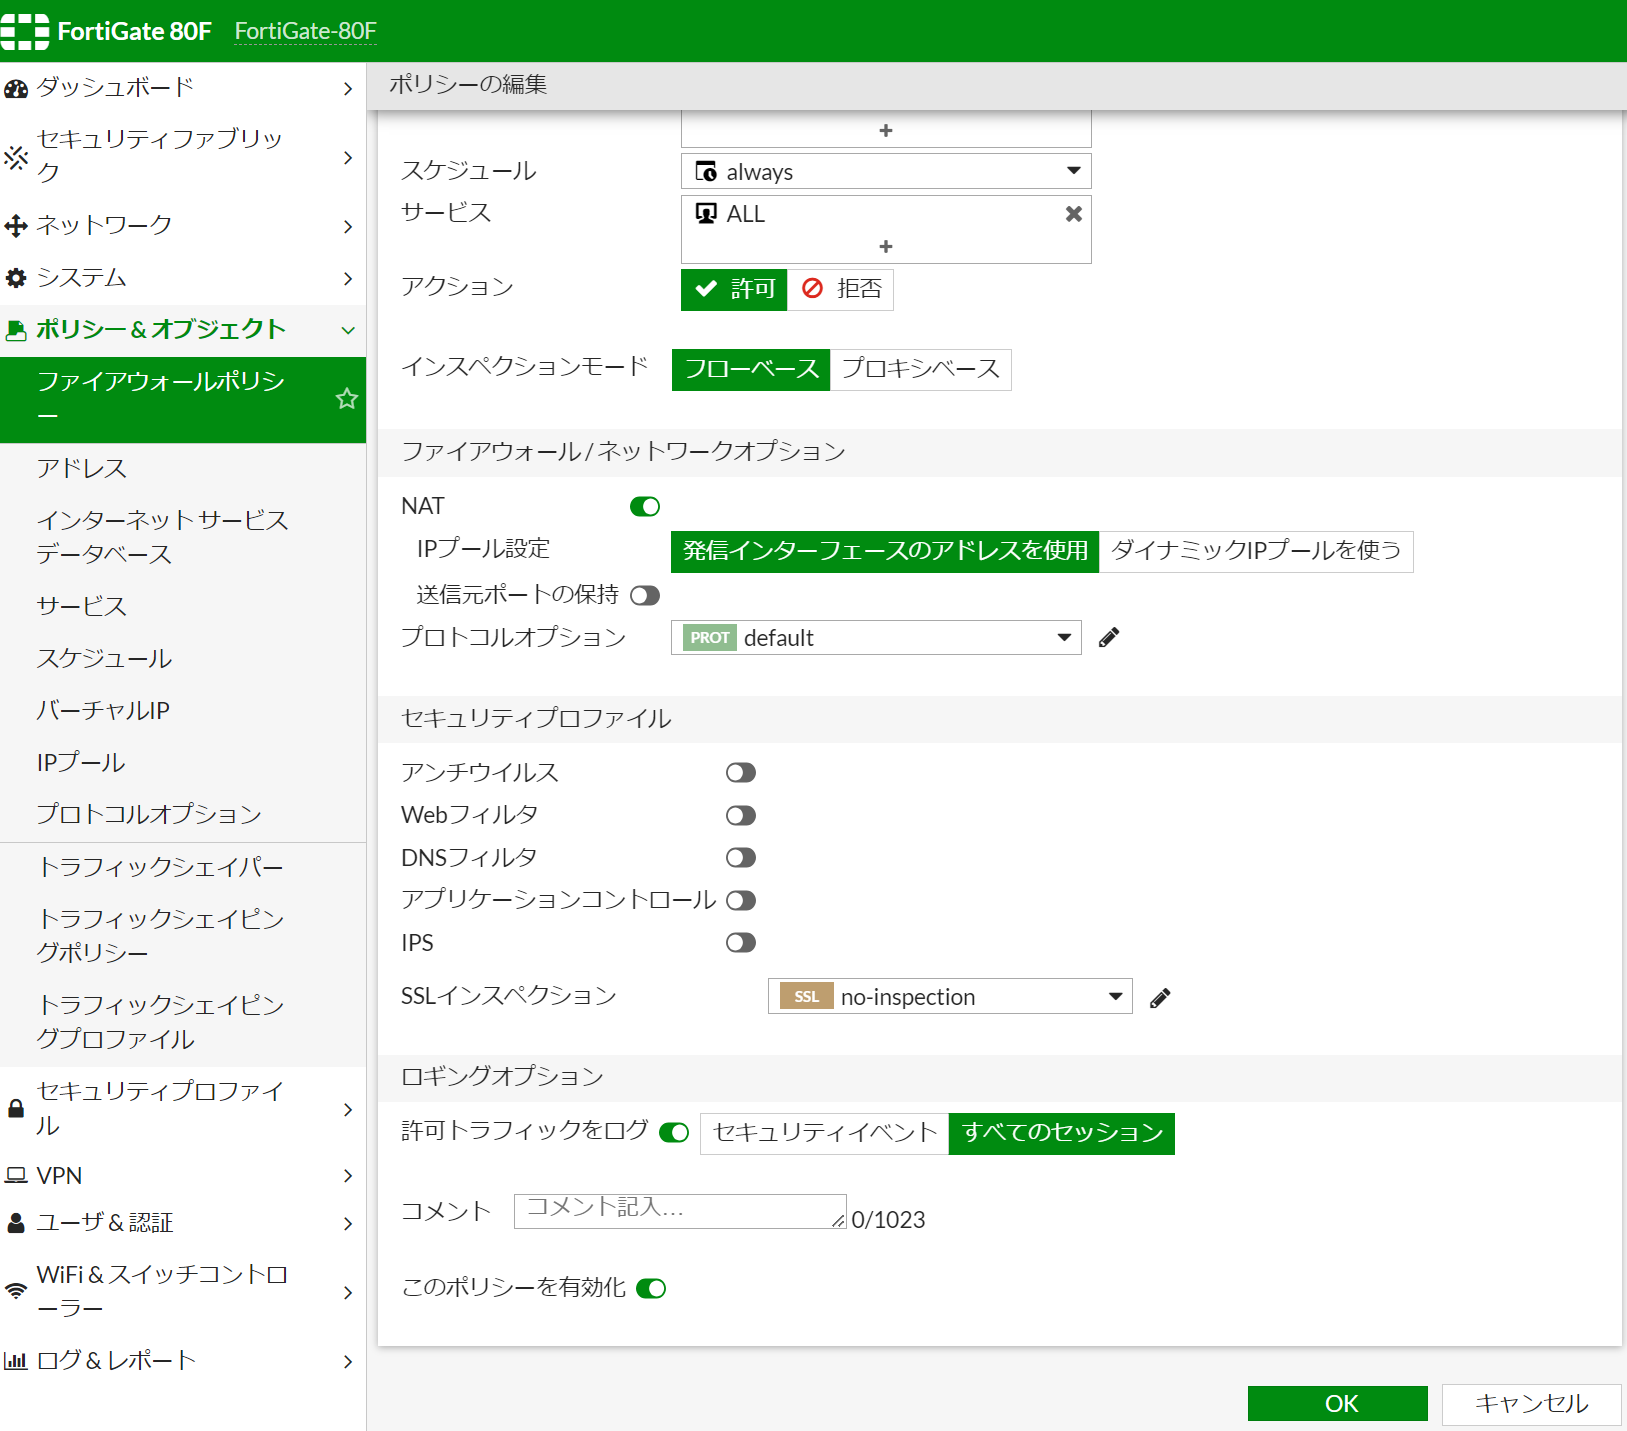 FortiGate 80F FortiGate-80F
ダッシュボード
セキュリティファブリッ
ク
ネットワーク
システム
ポリシー & オブジェクト
ファイアウォールポリシ
ー
アドレス
インターネット サービス
データベース
サービス
スケジュール
バーチャルIP
IPプール
プロトコルオプション
トラフィックシェイパー
トラフィックシェイピン
グポリシー
トラフィックシェイピン
グプロファイル
セキュリティプロファイ
ル
VPN
ユーザ & 認証
WiFi & スイッチコントロ
ーラー
ログ & レポート
ポリシーの編集
+
スケジュール always
サービス ALL
+
アクション 許可 拒否
インスペクションモード フローベース プロキシベース
ファイアウォール / ネットワークオプション
NAT
IPプール設定 発信インターフェースのアドレスを使用 ダイナミックIPプールを使う
送信元ポートの保持
プロトコルオプション PROT default
セキュリティプロファイル
アンチウイルス
Webフィルタ
DNSフィルタ
アプリケーションコントロール
IPS
SSLインスペクション SSL no-inspection
ロギングオプション
許可トラフィックをログ セキュリティイベント すべてのセッション
コメント コメント記入... 0/1023
このポリシーを有効化
OK キャンセル